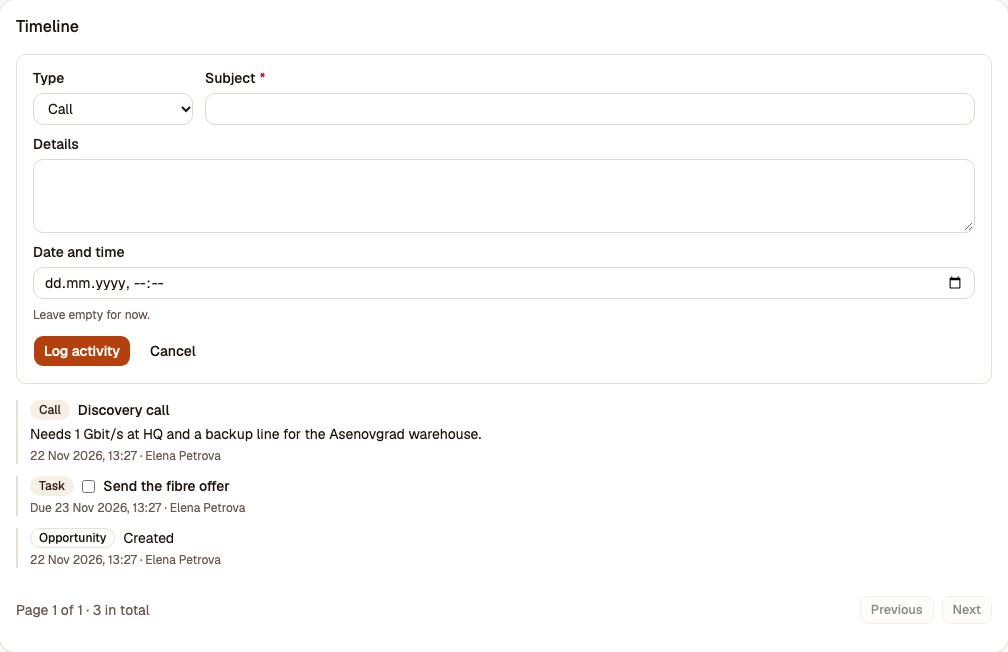 Timeline
Type
Subject *
Call
Details
Date and time
dd.mm.yyyy, --:--
Leave empty for now.
Log activity
Cancel
Call Discovery call
Needs 1 Gbit/s at HQ and a backup line for the Asenovgrad warehouse.
22 Nov 2026, 13:27 · Elena Petrova
Task Send the fibre offer
Due 23 Nov 2026, 13:27 · Elena Petrova
Opportunity Created
22 Nov 2026, 13:27 · Elena Petrova
Page 1 of 1 · 3 in total
Previous
Next